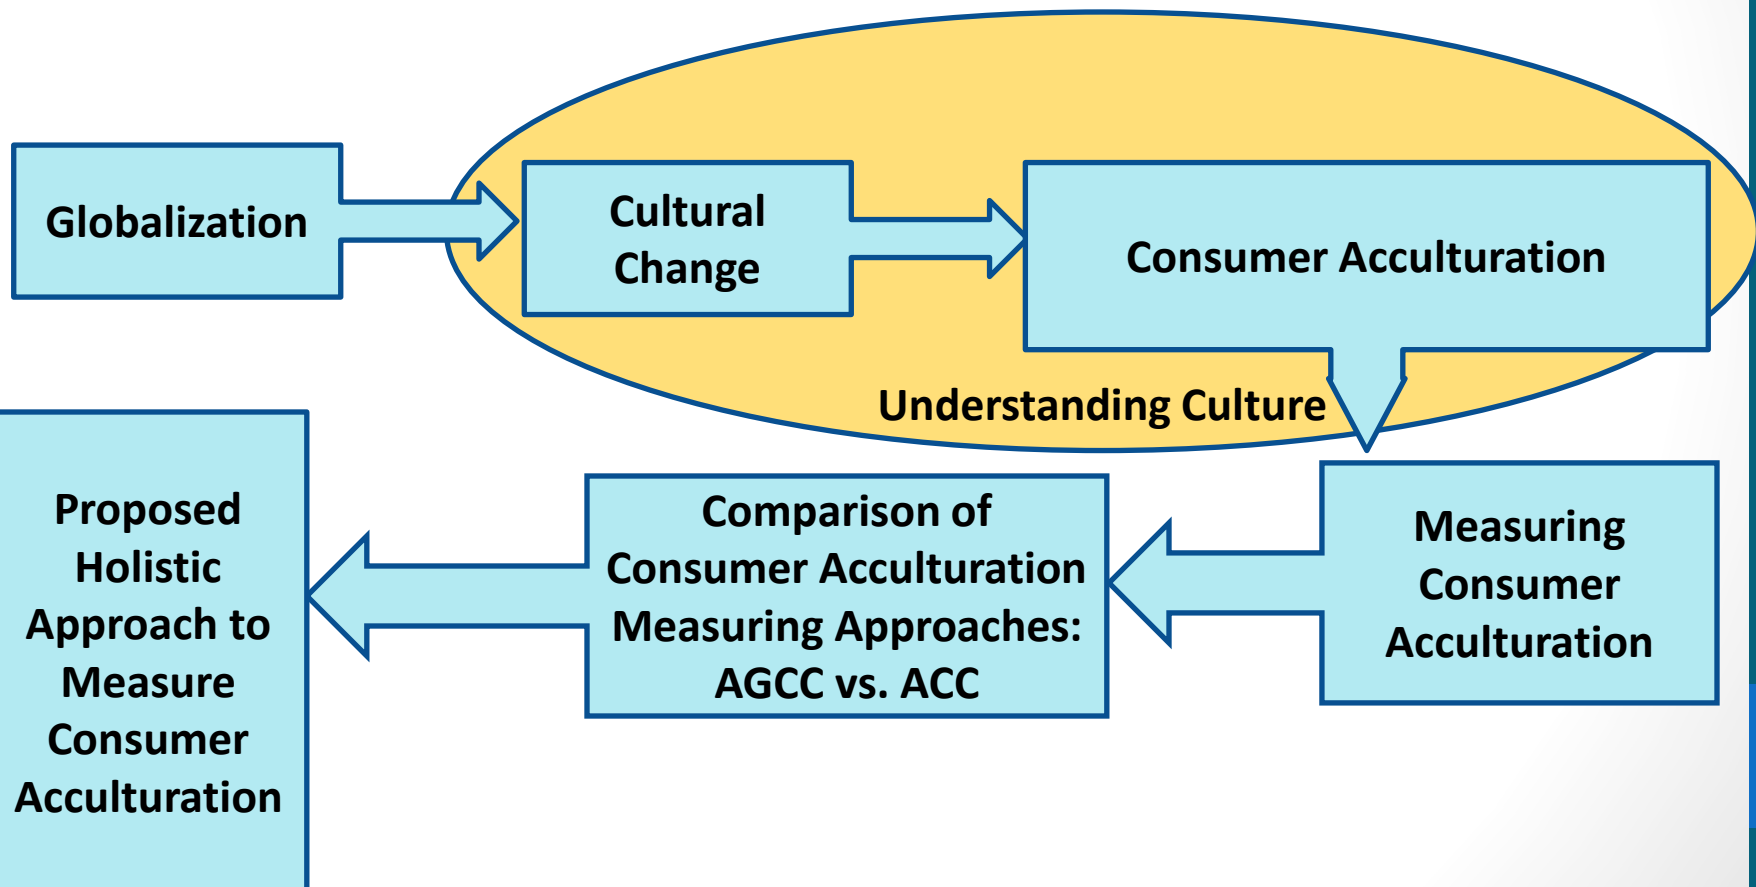 Globalization
Cultural
Change
Consumer Acculturation
Understanding Culture
Measuring
Consumer
Acculturation
Comparison of
Consumer Acculturation
Measuring Approaches:
AGCC vs. ACC
Proposed
Holistic
Approach to
Measure
Consumer
Acculturation